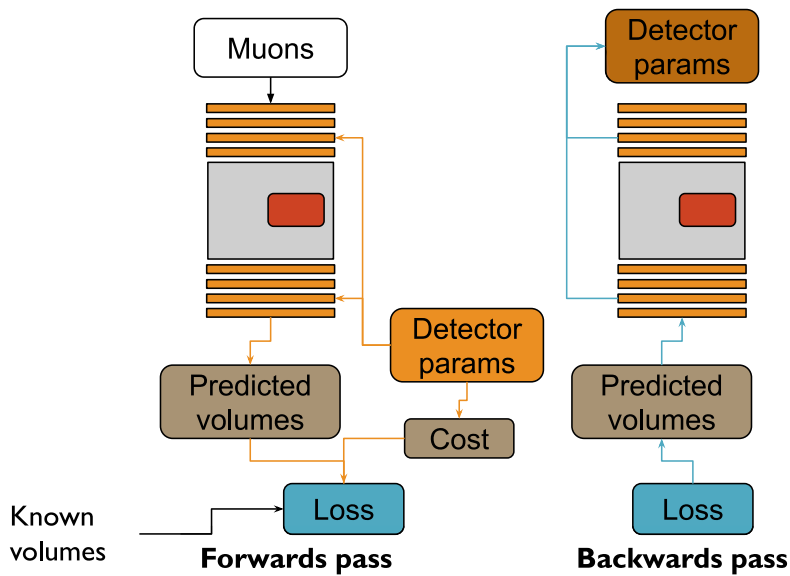 Muons
Detector
params
Predicted
volumes
Cost
Loss
Known
volumes
Forwards pass
Detector
params
Predicted
volumes
Loss
Backwards pass